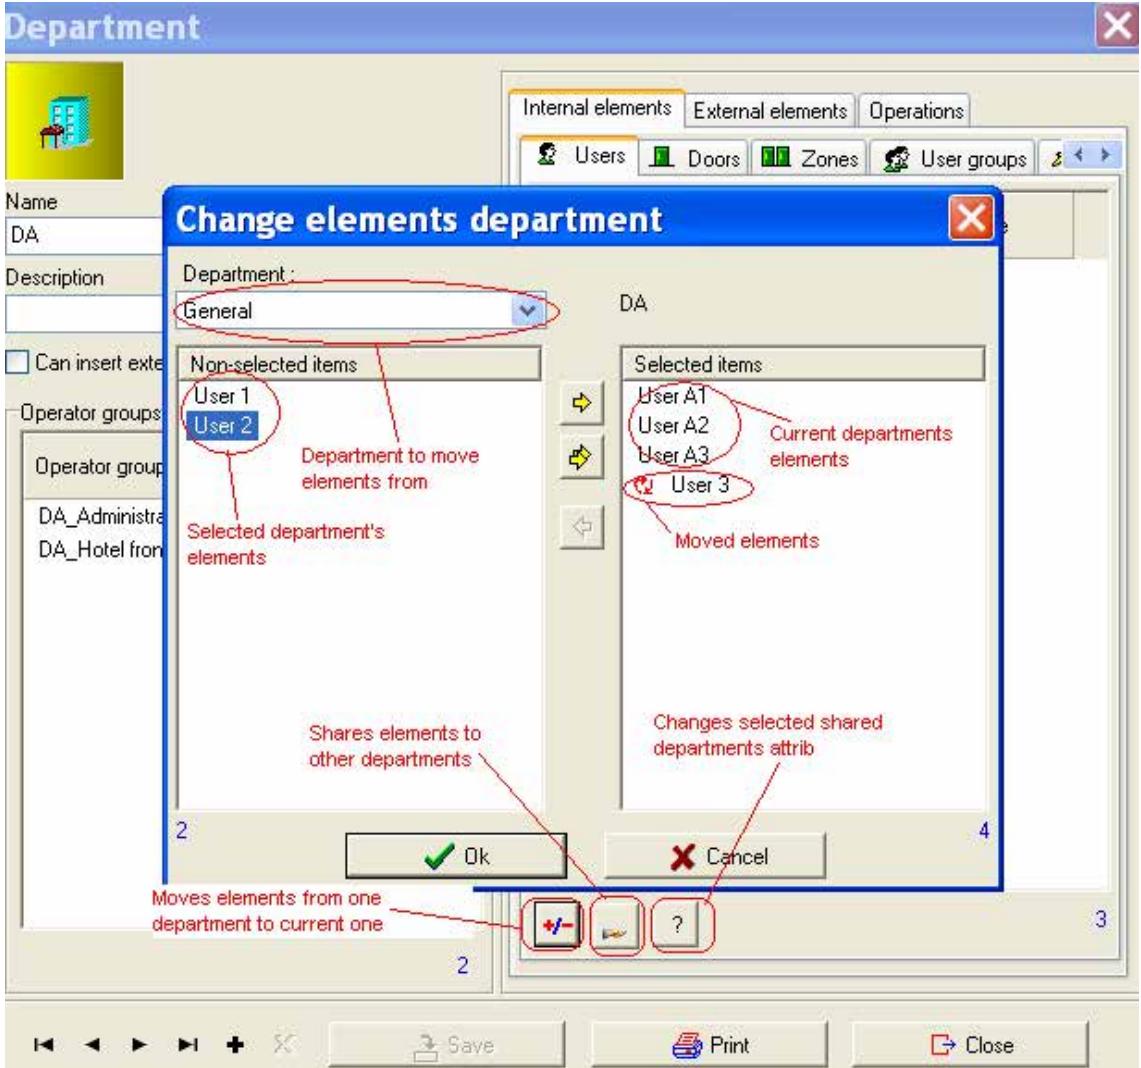 Department
Internal elements
External elements
Operations
Users
Doors
Zones
User groups
Name
DA
Description
Can insert exte
Operator groups
Operator group
DA_Administra
DA_Hotel fron
Change elements department
Department :
General
DA
Non-selected items
User 1
User 2
Selected items
User A1
User A2
User A3
User 3
Department to move
elements from
Current departments
elements
Selected department's
elements
Moved elements
Shares elements to
other departments
Changes selected shared
departments attrib
2
4
Ok
Cancel
Moves elements from one
department to current one
+/-
?
3
2
Save
Print
Close